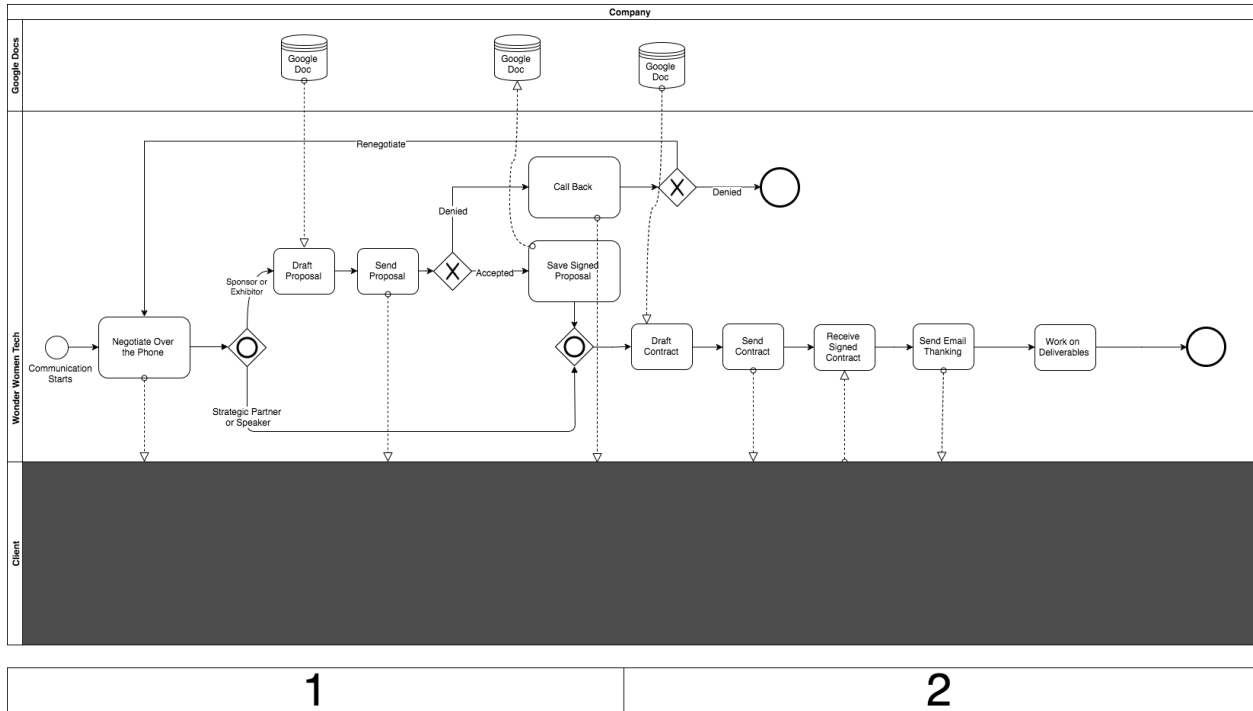 Company
Google Docs
Google
Doc
Google
Doc
Google
Doc
Wonder Women Tech
Renegotiate
Call Back
Denied
Denied
Draft
Proposal
Send
Proposal
Accepted
Save Signed
Proposal
Sponsor or
Exhibitor
Communication
Starts
Negotiate Over
the Phone
Strategic Partner
or Speaker
Draft
Contract
Send
Contract
Receive
Signed
Contract
Send Email
Thanking
Work on
Deliverables
Client
1
2